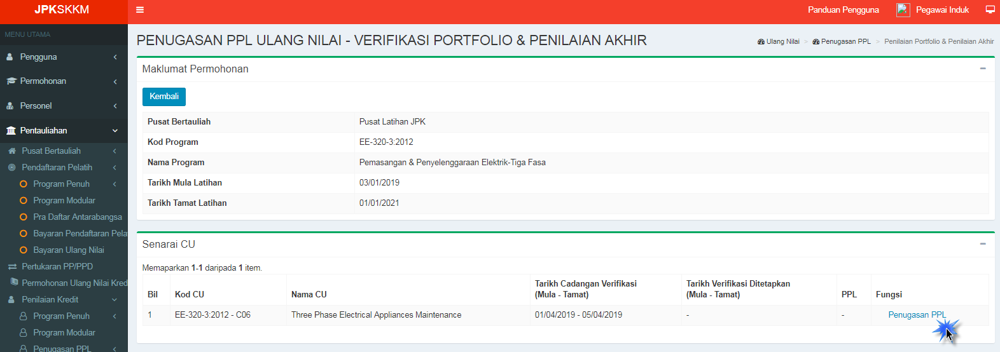 JPKSKKM
Panduan Pengguna
Pegawai Induk
MENU UTAMA
Pengguna
Permohonan
Personel
Pentauliahan
Pusat Bertauliah
Pendaftaran Pelatih
Program Penuh
Program Modular
Pra Daftar Antarabangsa
Bayaran Pendaftaran Pela
Bayaran Ulang Nilai
Pertukaran PP/PPD
Permohonan Ulang Nilai Kred
Penilaian Kredit
Program Penuh
Program Modular
Penugasan PPL
PENUGASAN PPL ULANG NILAI - VERIFIKASI PORTFOLIO & PENILAIAN AKHIR
Ulang Nilai > Penugasan PPL > Penilaian Portfolio & Penilaian Akhir
Maklumat Permohonan
Kembali
Pusat Bertauliah Pusat Latihan JPK
Kod Program EE-320-3:2012
Nama Program Pemasangan & Penyelenggaraan Elektrik-Tiga Fasa
Tarikh Mula Latihan 03/01/2019
Tarikh Tamat Latihan 01/01/2021
Senarai CU
Memaparkan 1-1 daripada 1 item.
Bil Kod CU Nama CU Tarikh Cadangan Verifikasi (Mula - Tamat) Tarikh Verifikasi Ditetapkan (Mula - Tamat) PPL Fungsi
1 EE-320-3:2012 - C06 Three Phase Electrical Appliances Maintenance 01/04/2019 - 05/04/2019 - - Penugasan PPL